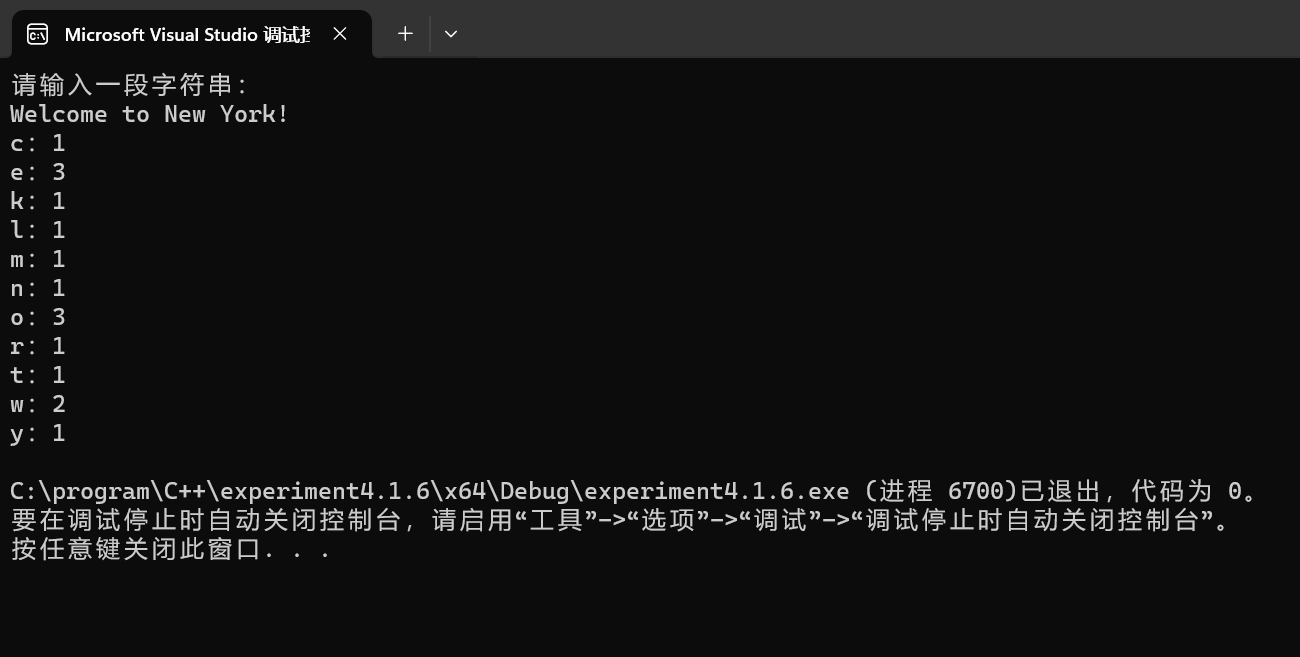 Microsoft Visual Studio 调试
请输入一段字符串：
Welcome to New York!
c: 1
e: 3
k: 1
l: 1
m: 1
n: 1
o: 3
r: 1
t: 1
w: 2
y: 1
C:\program\C++\experiment4.1.6\x64\Debug\experiment4.1.6.exe (进程 6700)已退出，代码为 0。
要在调试停止时自动关闭控制台，请启用“工具”->“选项”->“调试”->“调试停止时自动关闭控制台”。
按任意键关闭此窗口. . .